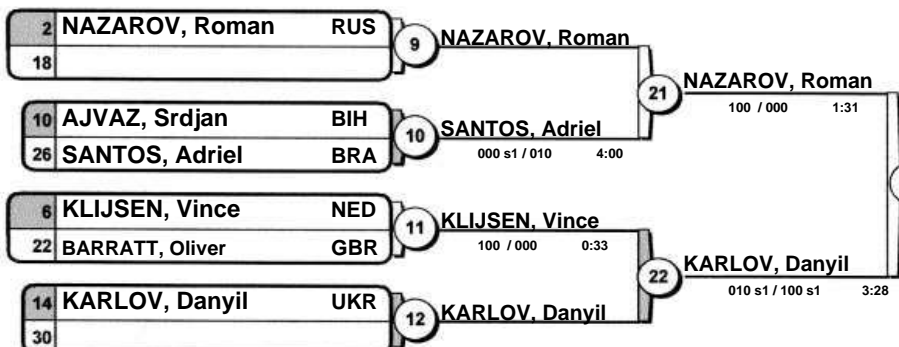 2 NAZAROV, Roman RUS
18
9 NAZAROV, Roman
21 NAZAROV, Roman
100 / 000 1:31
10 AJVAZ, Srdjan BIH
26 SANTOS, Adriel BRA
10 SANTOS, Adriel
000 s1 / 010 4:00
6 KLIJSEN, Vince NED
22 BARRATT, Oliver GBR
11 KLIJSEN, Vince
100 / 000 0:33
22 KARLOV, Danyil
010 s1 / 100 s1 3:28
14 KARLOV, Danyil UKR
30
12 KARLOV, Danyil